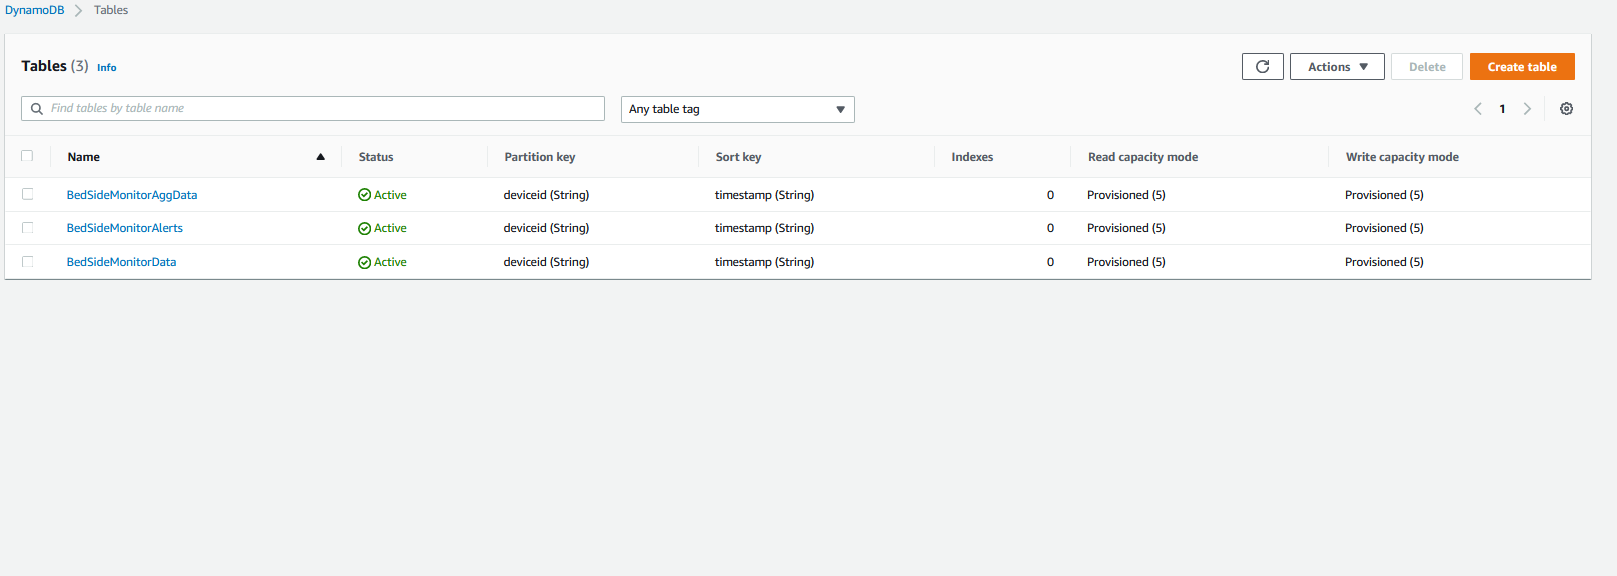 DynamoDB > Tables
Tables (3) Info
Actions Delete Create table
Find tables by table name Any table tag 1
Name Status Partition key Sort key Indexes Read capacity mode Write capacity mode
BedSideMonitorAggData Active deviceid (String) timestamp (String) 0 Provisioned (5) Provisioned (5)
BedSideMonitorAlerts Active deviceid (String) timestamp (String) 0 Provisioned (5) Provisioned (5)
BedSideMonitorData Active deviceid (String) timestamp (String) 0 Provisioned (5) Provisioned (5)